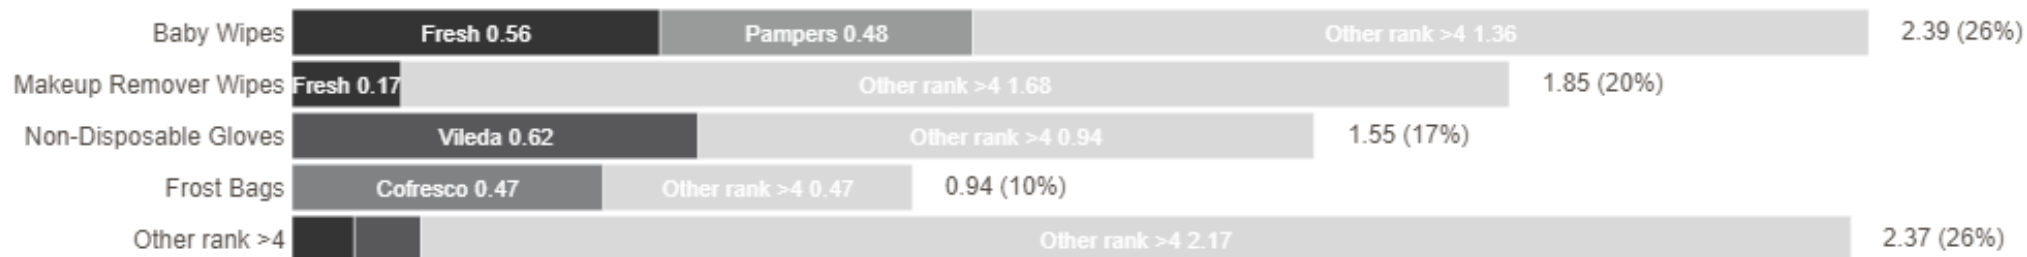 Baby Wipes Fresh 0.56 Pampers 0.48 Other rank >4 1.36 2.39 (26%)
Makeup Remover Wipes Fresh 0.17 Other rank >4 1.68 1.85 (20%)
Non-Disposable Gloves Vileda 0.62 Other rank >4 0.94 1.55 (17%)
Frost Bags Cofresco 0.47 Other rank >4 0.47 0.94 (10%)
Other rank >4 Other rank >4 2.17 2.37 (26%)